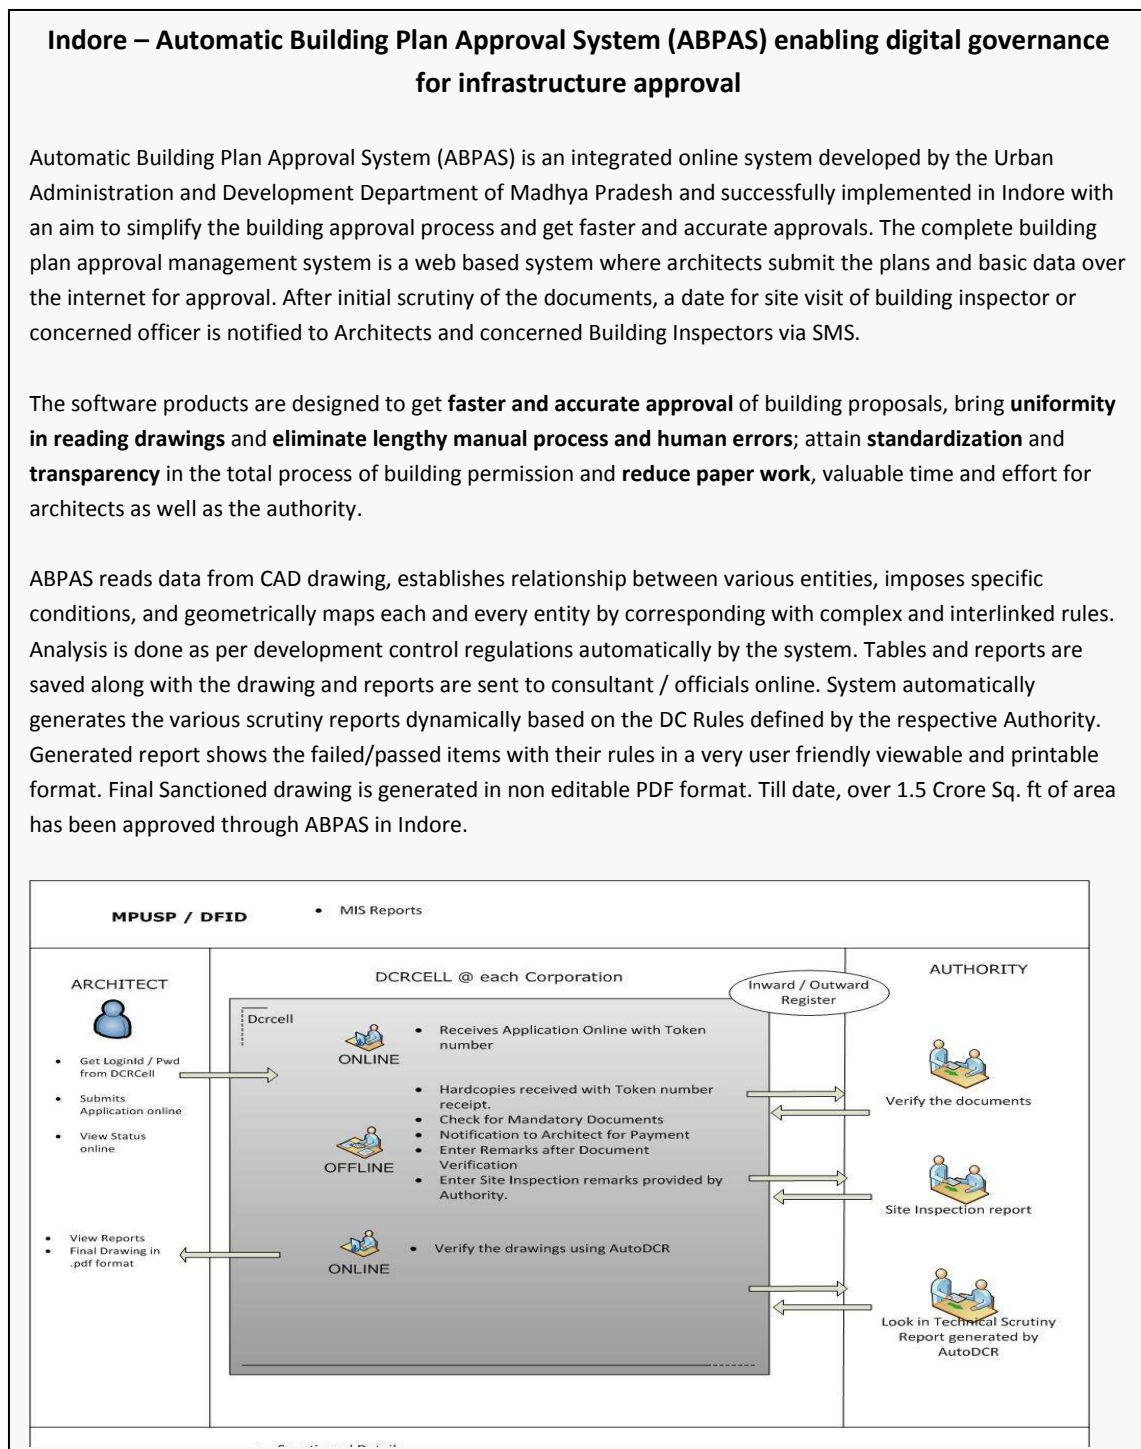 Indore – Automatic Building Plan Approval System (ABPAS) enabling digital governance
for infrastructure approval
Automatic Building Plan Approval System (ABPAS) is an integrated online system developed by the Urban
Administration and Development Department of Madhya Pradesh and successfully implemented in Indore with
an aim to simplify the building approval process and get faster and accurate approvals. The complete building
plan approval management system is a web based system where architects submit the plans and basic data over
the internet for approval. After initial scrutiny of the documents, a date for site visit of building inspector or
concerned officer is notified to Architects and concerned Building Inspectors via SMS.
The software products are designed to get faster and accurate approval of building proposals, bring uniformity
in reading drawings and eliminate lengthy manual process and human errors; attain standardization and
transparency in the total process of building permission and reduce paper work, valuable time and effort for
architects as well as the authority.
ABPAS reads data from CAD drawing, establishes relationship between various entities, imposes specific
conditions, and geometrically maps each and every entity by corresponding with complex and interlinked rules.
Analysis is done as per development control regulations automatically by the system. Tables and reports are
saved along with the drawing and reports are sent to consultant / officials online. System automatically
generates the various scrutiny reports dynamically based on the DC Rules defined by the respective Authority.
Generated report shows the failed/passed items with their rules in a very user friendly viewable and printable
format. Final Sanctioned drawing is generated in non editable PDF format. Till date, over 1.5 Crore Sq. ft of area
has been approved through ABPAS in Indore.
MPUSP / DFID
• MIS Reports
ARCHITECT
• Get LoginId / Pwd
from DCRCell
• Submits
Application online
• View Status
online
• View Reports
• Final Drawing in
.pdf format
DCRCELL @ each Corporation
Dcrcell
ONLINE
• Receives Application Online with Token
number
OFFLINE
• Hardcopies received with Token number
receipt.
• Check for Mandatory Documents
• Notification to Architect for Payment
• Enter Remarks after Document
Verification
• Enter Site Inspection remarks provided by
Authority.
ONLINE
• Verify the drawings using AutoDCR
Inward / Outward
Register
AUTHORITY
Verify the documents
Site Inspection report
Look in Technical Scrutiny
Report generated by
AutoDCR